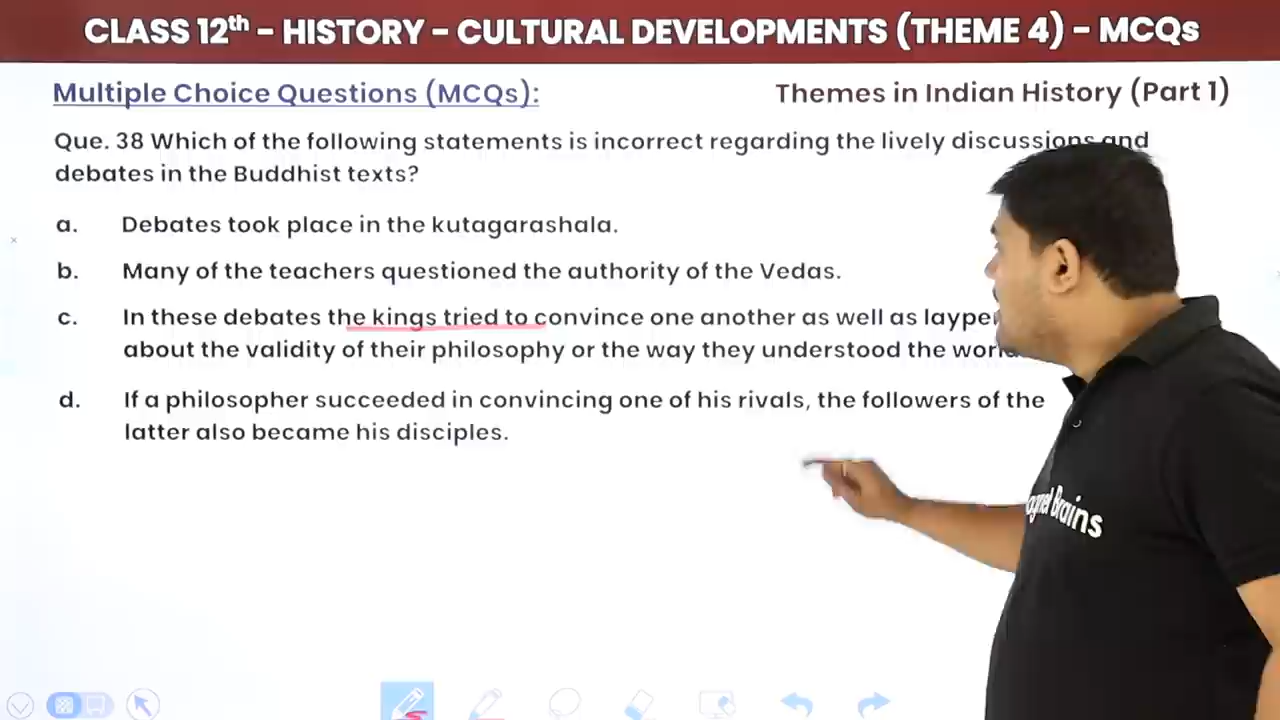 CLASS 12th – HISTORY – CULTURAL DEVELOPMENTS (THEME 4) – MCQs
Multiple Choice Questions (MCQs):
Themes in Indian History (Part 1)
Que. 38 Which of the following statements is incorrect regarding the lively discussions and
debates in the Buddhist texts?
a. Debates took place in the kutagarashala.
b. Many of the teachers questioned the authority of the Vedas.
c. In these debates the kings tried to convince one another as well as
about the validity of their philosophy or the way they understood the
d. If a philosopher succeeded in convincing one of his rivals, the followers of the
latter also became his disciples.
Brains